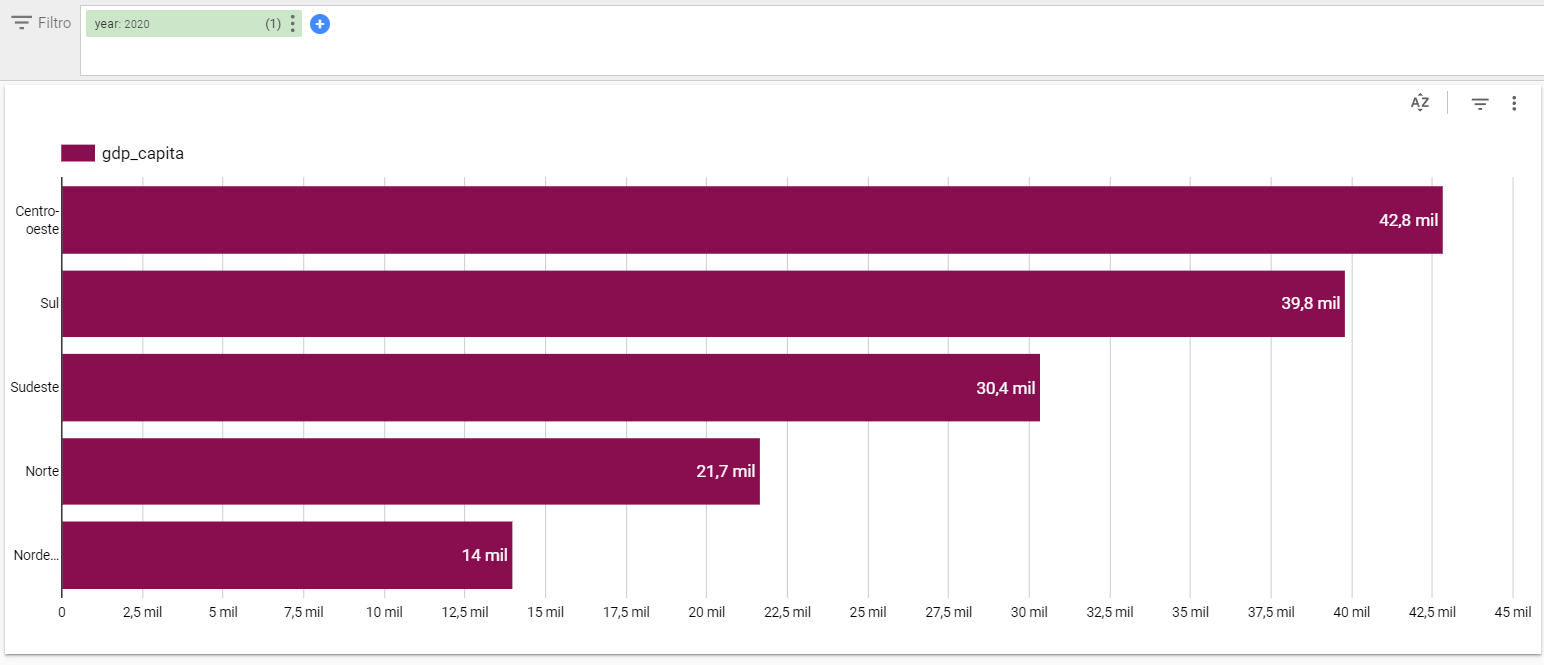 Filtro
year: 2020 (1)
AZ
gdp_capita
Centro-
oeste
42,8 mil
Sul
39,8 mil
Sudeste
30,4 mil
Norte
21,7 mil
Norde...
14 mil
0 2,5 mil 5 mil 7,5 mil 10 mil 12,5 mil 15 mil 17,5 mil 20 mil 22,5 mil 25 mil 27,5 mil 30 mil 32,5 mil 35 mil 37,5 mil 40 mil 42,5 mil 45 mil